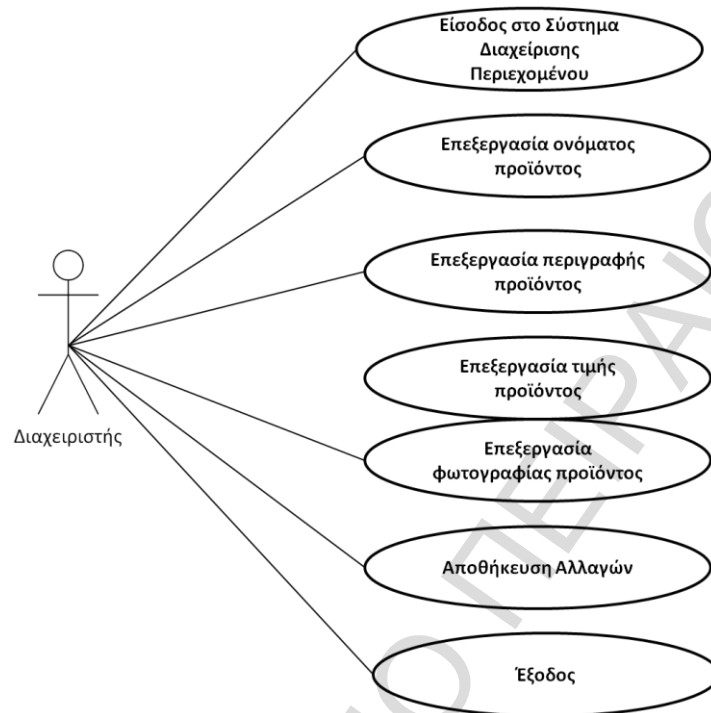 Είσοδος στο Σύστημα
Διαχείρισης
Περιεχομένου
Επεξεργασία ονόματος
προϊόντος
Επεξεργασία περιγραφής
προϊόντος
Επεξεργασία τιμής
προϊόντος
Επεξεργασία
φωτογραφίας προϊόντος
Διαχειριστής
Αποθήκευση Αλλαγών
Έξοδος